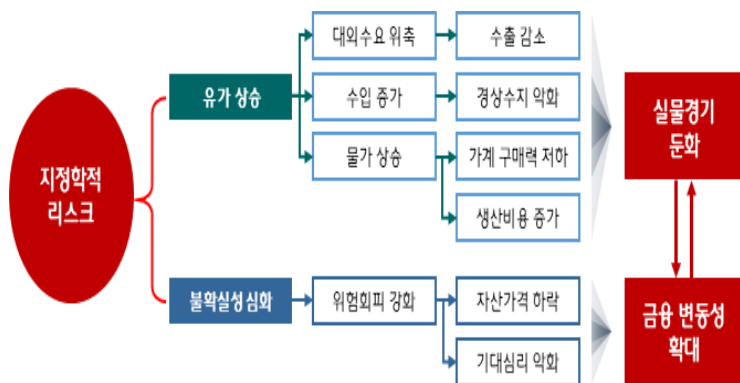 지정학적
리스크
유가 상승
대외수요 위축
수출 감소
수입 증가
경상수지 악화
물가 상승
가계 구매력 저하
생산비용 증가
실물경기
둔화
불확실성 심화
위험회피 강화
자산가격 하락
기대심리 악화
금융 변동성
확대